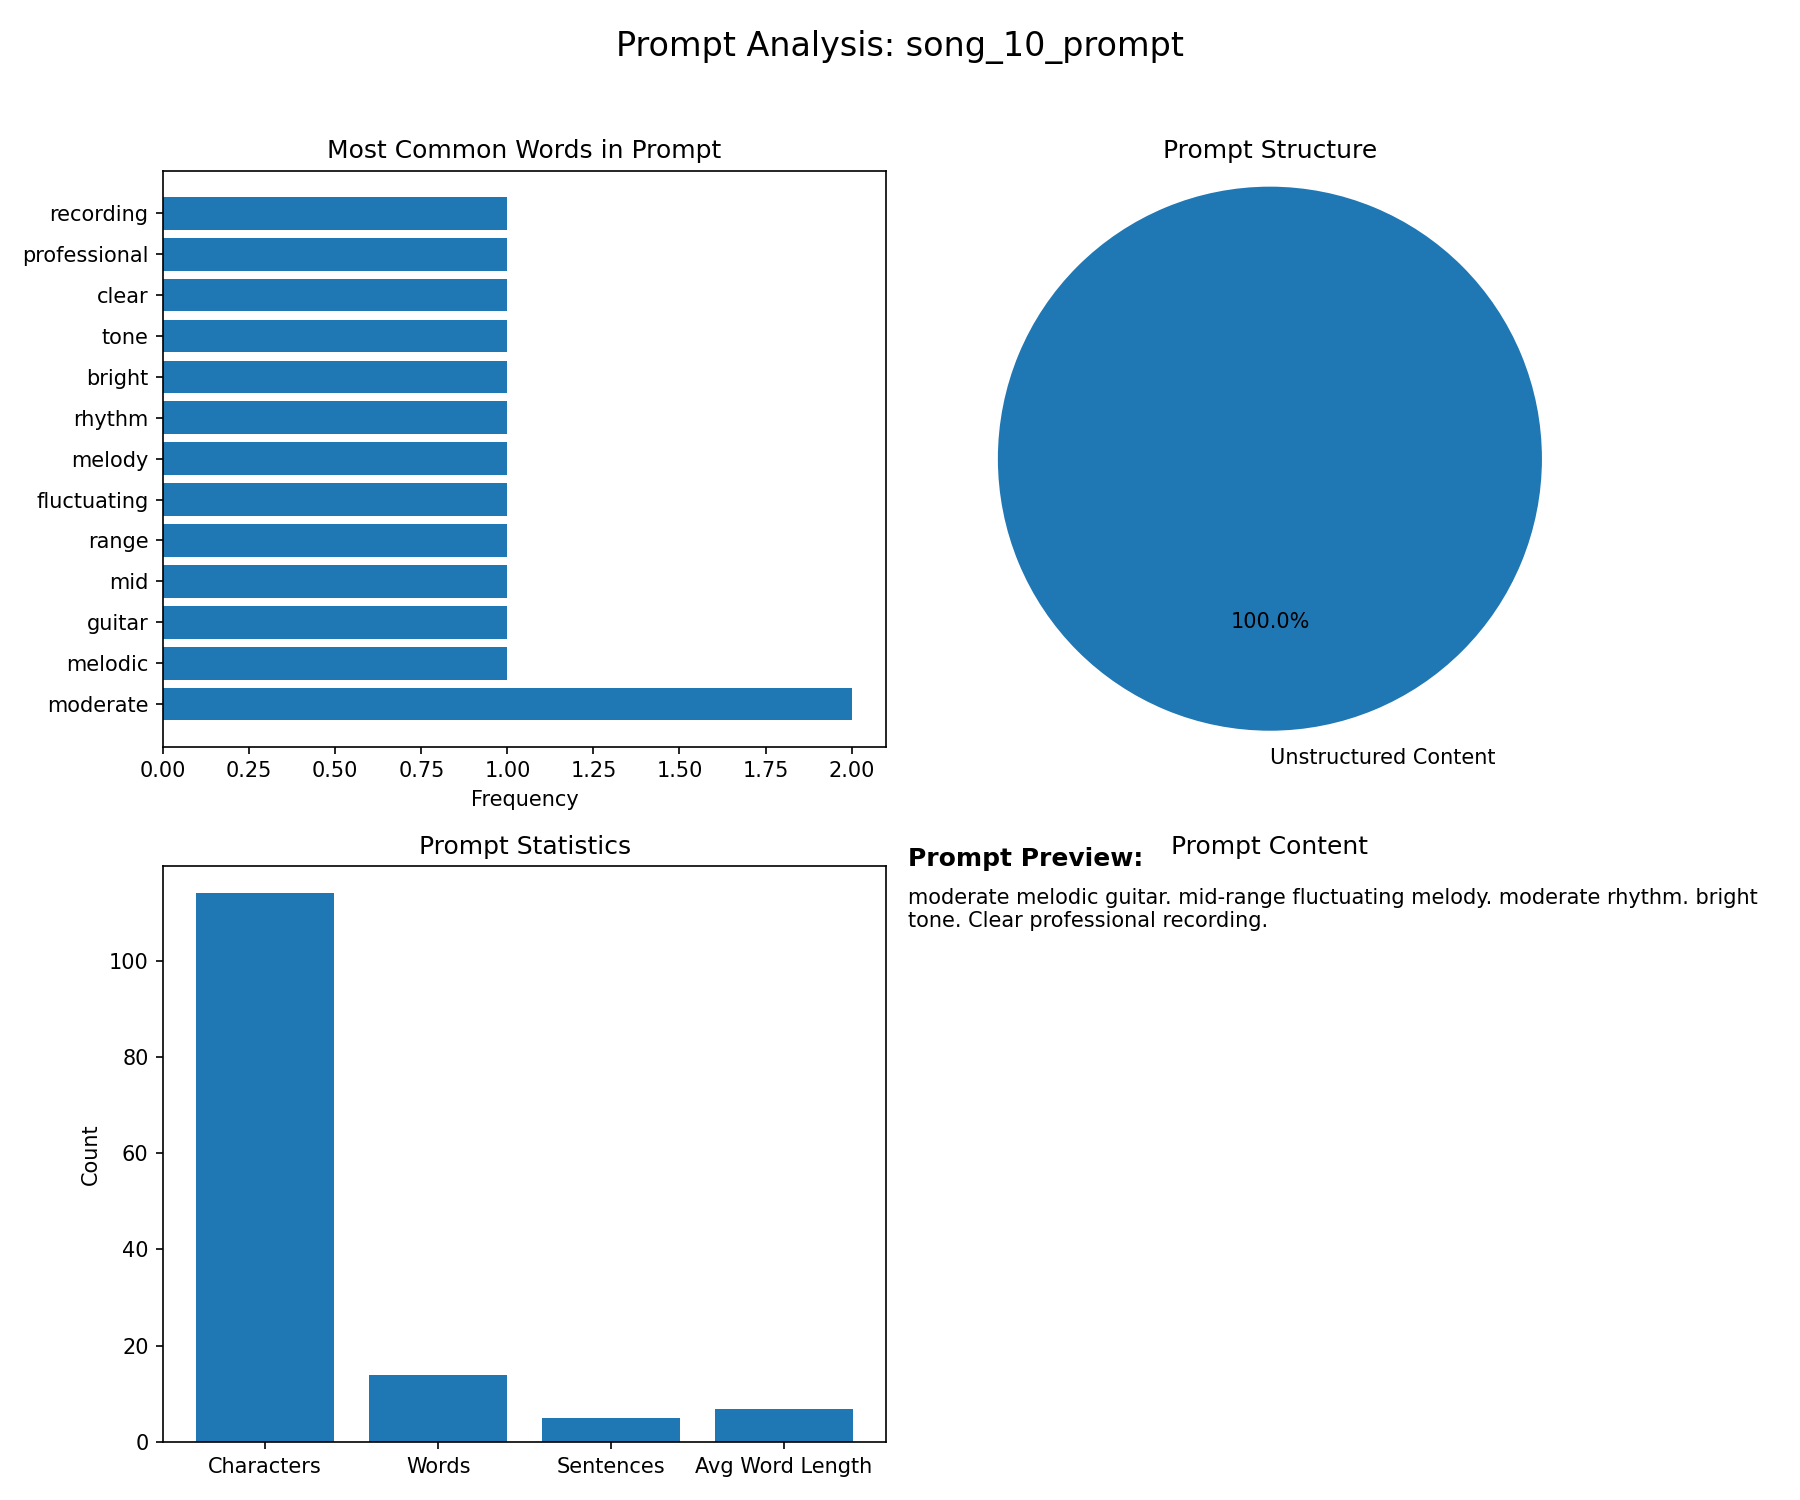 Prompt Analysis: song_10_prompt
Most Common Words in Prompt
recording
professional
clear
tone
bright
rhythm
melody
fluctuating
range
mid
guitar
melodic
moderate
0.00 0.25 0.50 0.75 1.00 1.25 1.50 1.75 2.00
Frequency
Prompt Structure
100.0%
Unstructured Content
Prompt Statistics
Count
100
80
60
40
20
0
Characters Words Sentences Avg Word Length
Prompt Content
Prompt Preview:
moderate melodic guitar. mid-range fluctuating melody. moderate rhythm. bright
tone. Clear professional recording.